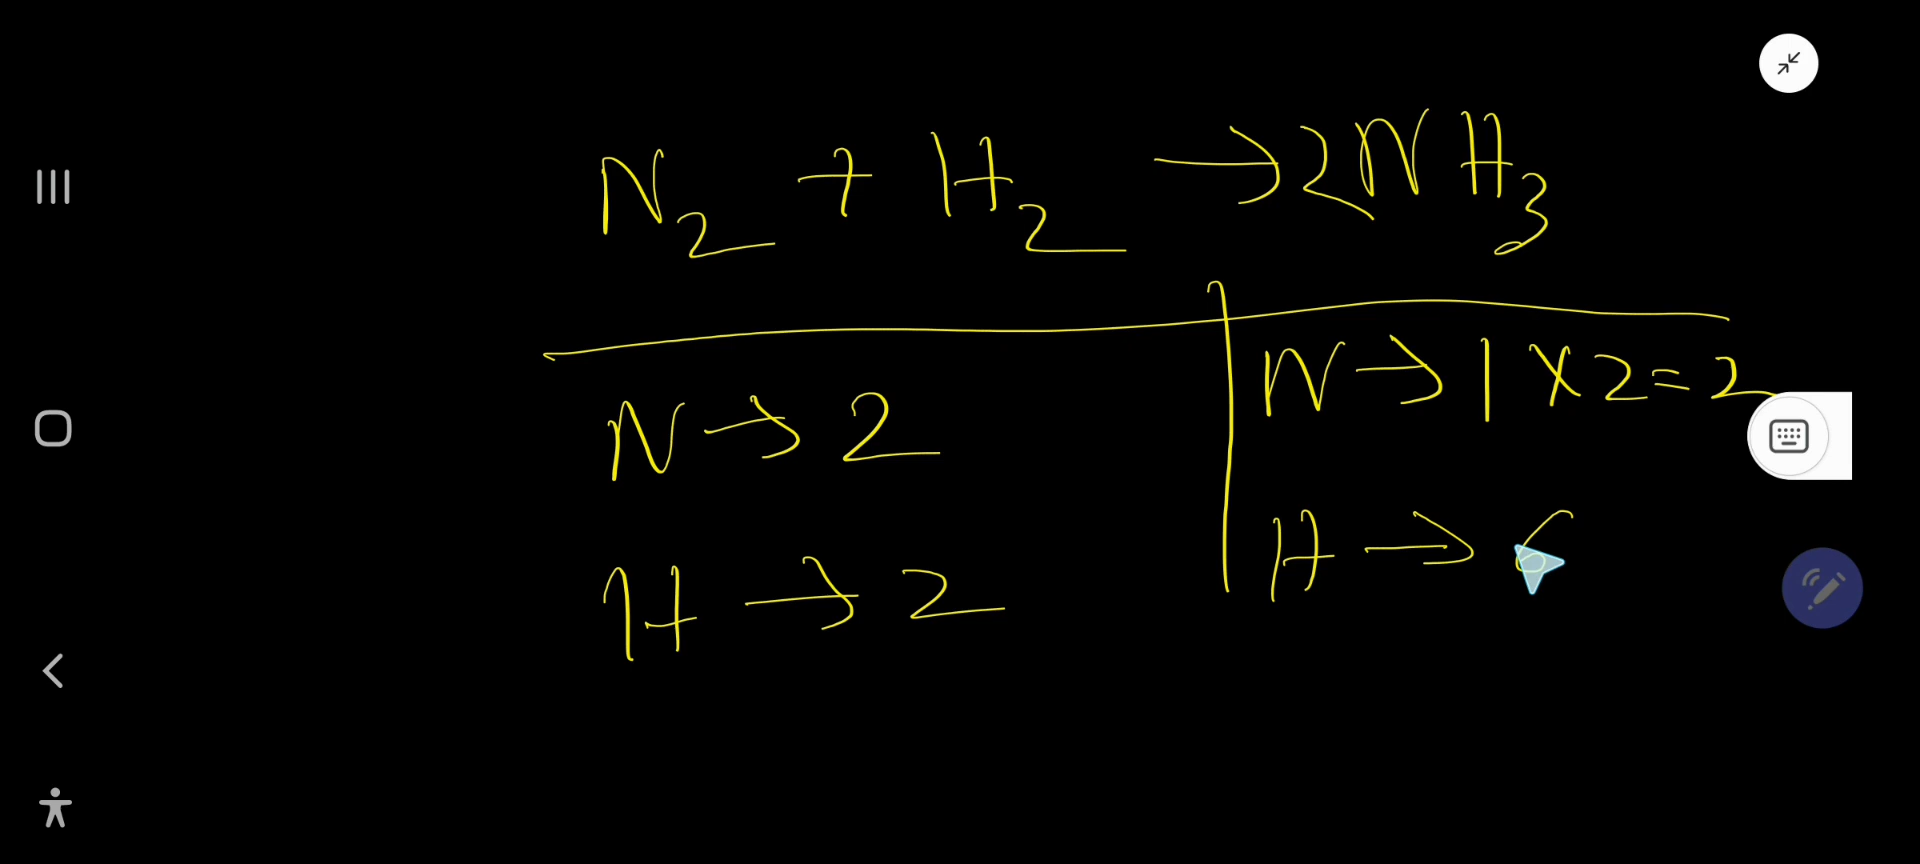 N₂ + H₂ → 2NH₃
N → 2
N → 1 X 2 = 2
H → 2
H → 6